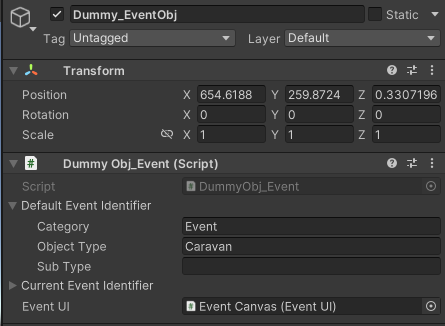 Dummy_EventObj
Static
Tag Untagged Layer Default
Transform
Position X 654.6188 Y 259.8724 Z 0.3307196
Rotation X 0 Y 0 Z 0
Scale X 1 Y 1 Z 1
# Dummy Obj_Event (Script)
Script # DummyObj_Event
Default Event Identifier
Category Event
Object Type Caravan
Sub Type
Current Event Identifier
Event UI # Event Canvas (Event UI)